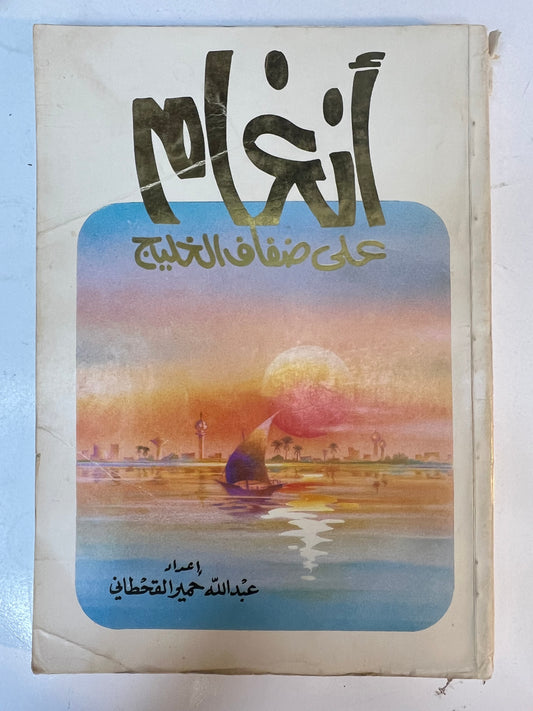 أنغام
على ضفاف الخليج
إعداد
عبدالله حمير القحطاني